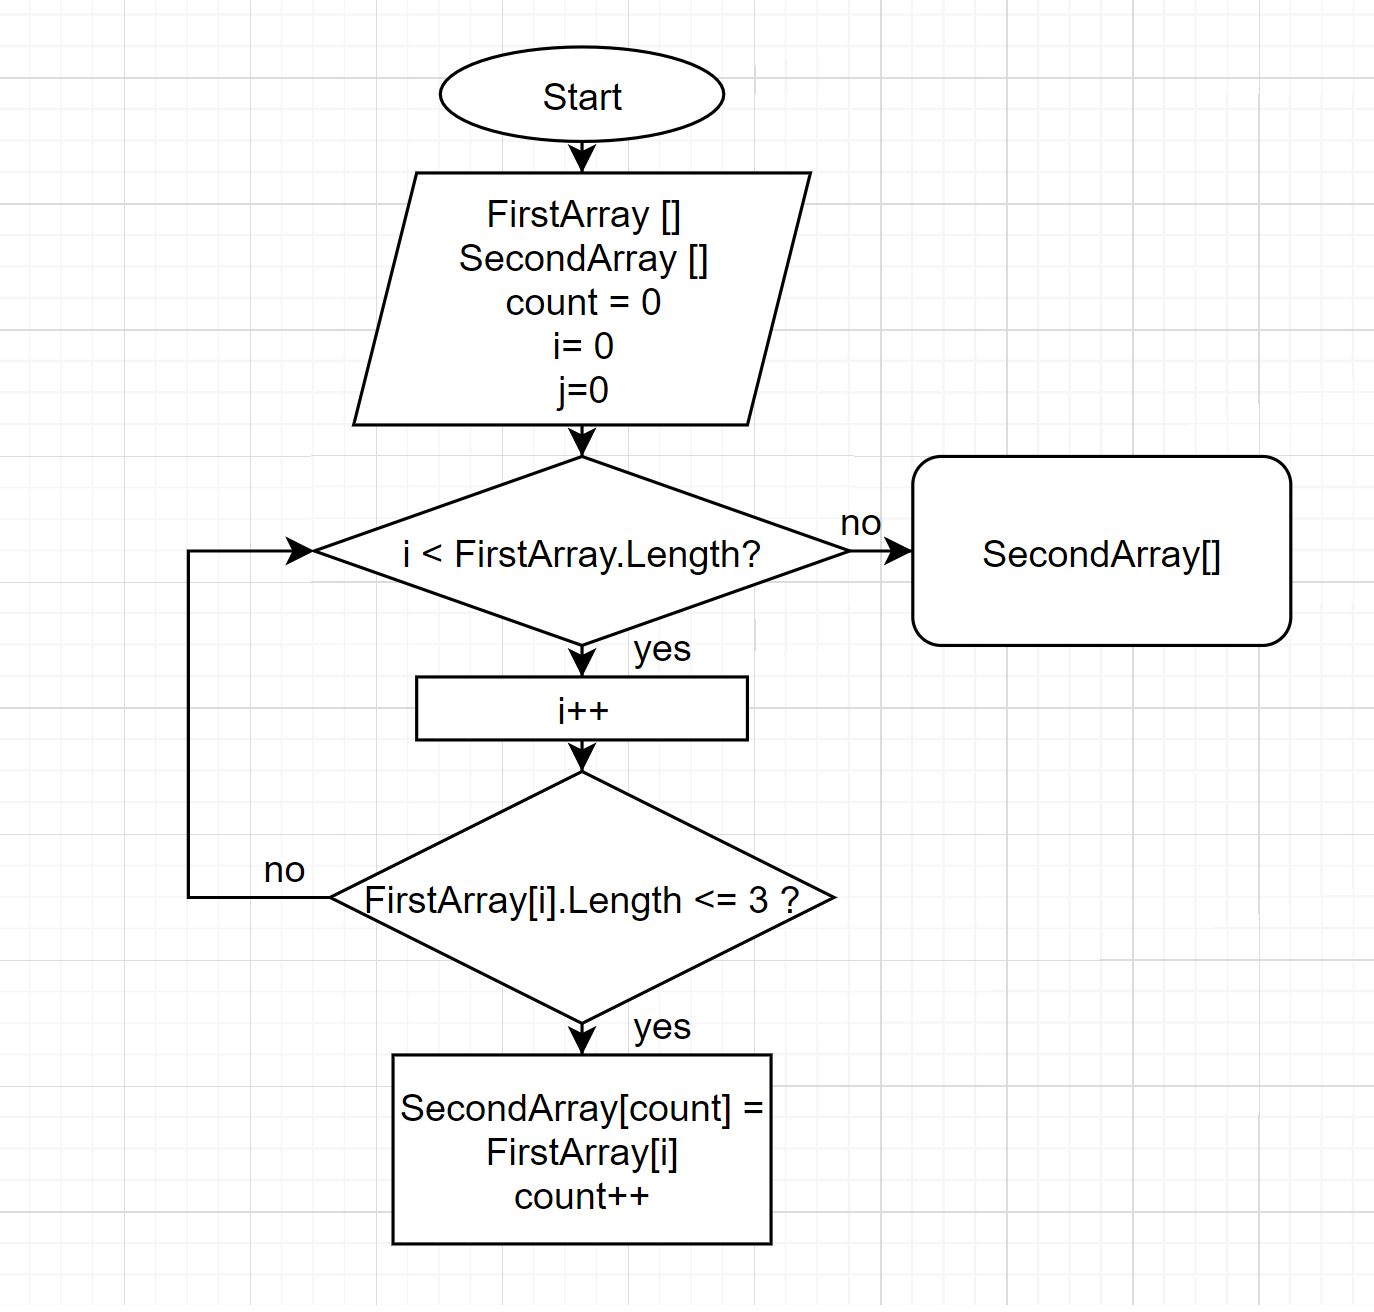 Start
FirstArray []
SecondArray []
count = 0
i= 0
j=0
i < FirstArray.Length?
no
SecondArray[]
yes
i++
no
FirstArray[i].Length <= 3 ?
yes
SecondArray[count] =
FirstArray[i]
count++